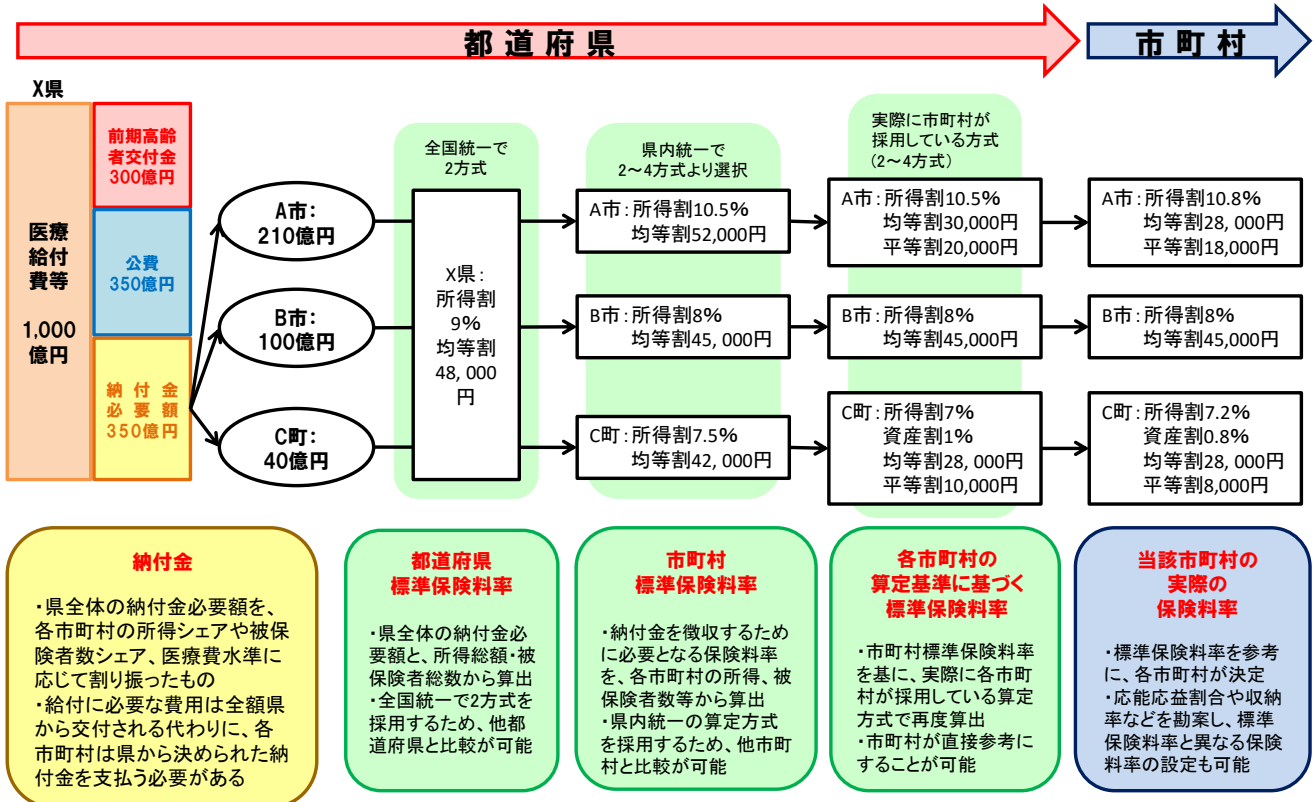 都道府県
市町村
X県
医療
給付
費等
1,000
億円
前期高齢
者交付金
300億円
公費
350億円
納付金
必要額
350億円
A市:
210億円
B市:
100億円
C町:
40億円
全国統一で
2方式
X県:
所得割
9%
均等割
48,000
円
県内統一で
2~4方式より選択
A市:所得割10.5%
均等割52,000円
B市:所得割8%
均等割45,000円
C町:所得割7.5%
均等割42,000円
実際に市町村が
採用している方式
(2~4方式)
A市:所得割10.5%
均等割30,000円
平等割20,000円
B市:所得割8%
均等割45,000円
C町:所得割7%
資産割1%
均等割28,000円
平等割10,000円
A市:所得割10.8%
均等割28,000円
平等割18,000円
B市:所得割8%
均等割45,000円
C町:所得割7.2%
資産割0.8%
均等割28,000円
平等割8,000円
納付金
・県全体の納付金必要額を、
各市町村の所得シェアや被保
険者数シェア、医療費水準に
応じて割り振ったもの
・給付に必要な費用は全額県
から交付される代わりに、各
市町村は県から決められた納
付金を支払う必要がある
都道府県
標準保険料率
・県全体の納付金必
要額と、所得総額・被
保険者総数から算出
・全国統一で2方式を
採用するため、他都
道府県と比較が可能
市町村
標準保険料率
・納付金を徴収するため
に必要となる保険料率
を、各市町村の所得、被
保険者数等から算出
・県内統一の算定方式
を採用するため、他市町
村と比較が可能
各市町村の
算定基準に基づく
標準保険料率
・市町村標準保険料率
を基に、実際に各市町
村が採用している算定
方式で再度算出
・市町村が直接参考に
することが可能
当該市町村の
実際の
保険料率
・標準保険料率を参考
に、各市町村が決定
・応能応益割合や収納
率などを勘案し、標準
保険料率と異なる保険
料率の設定も可能